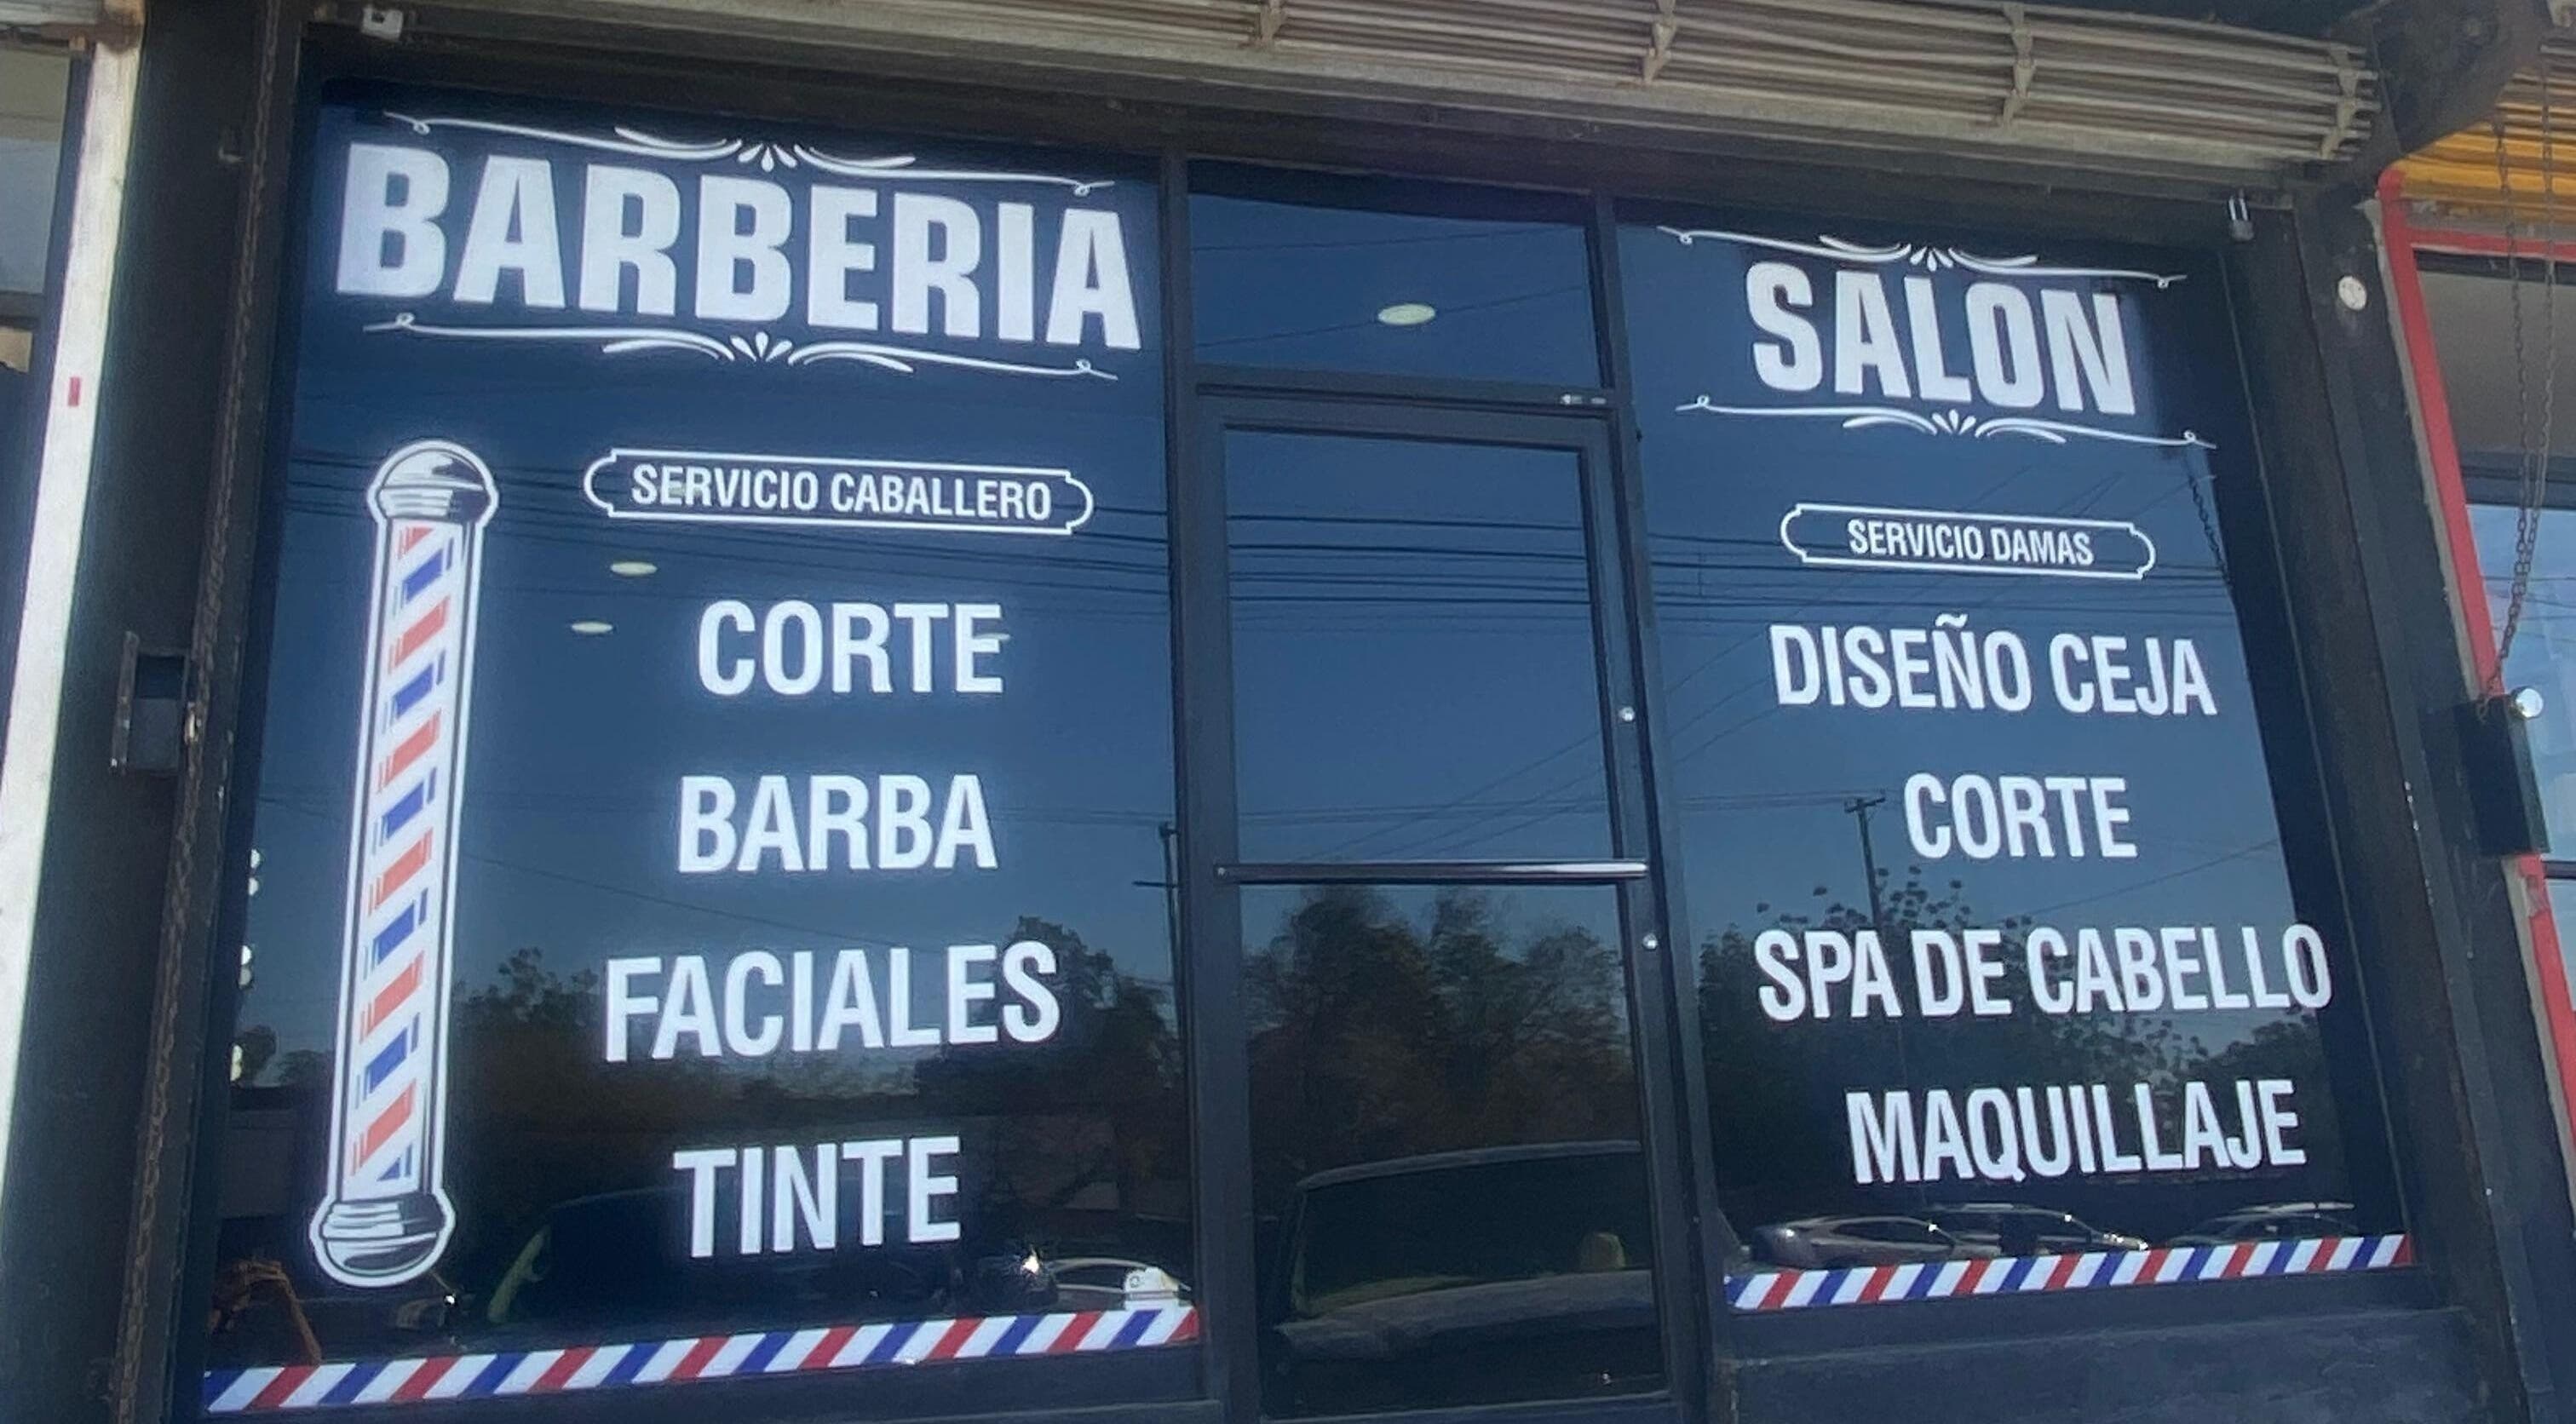 BARBERIA
SERVICIO CABALLERO
CORTE
BARBA
FACIALES
TINTE
SALON
SERVICIO DAMAS
DISEÑO CEJA
CORTE
SPA DE CABELLO
MAQUILLAJE